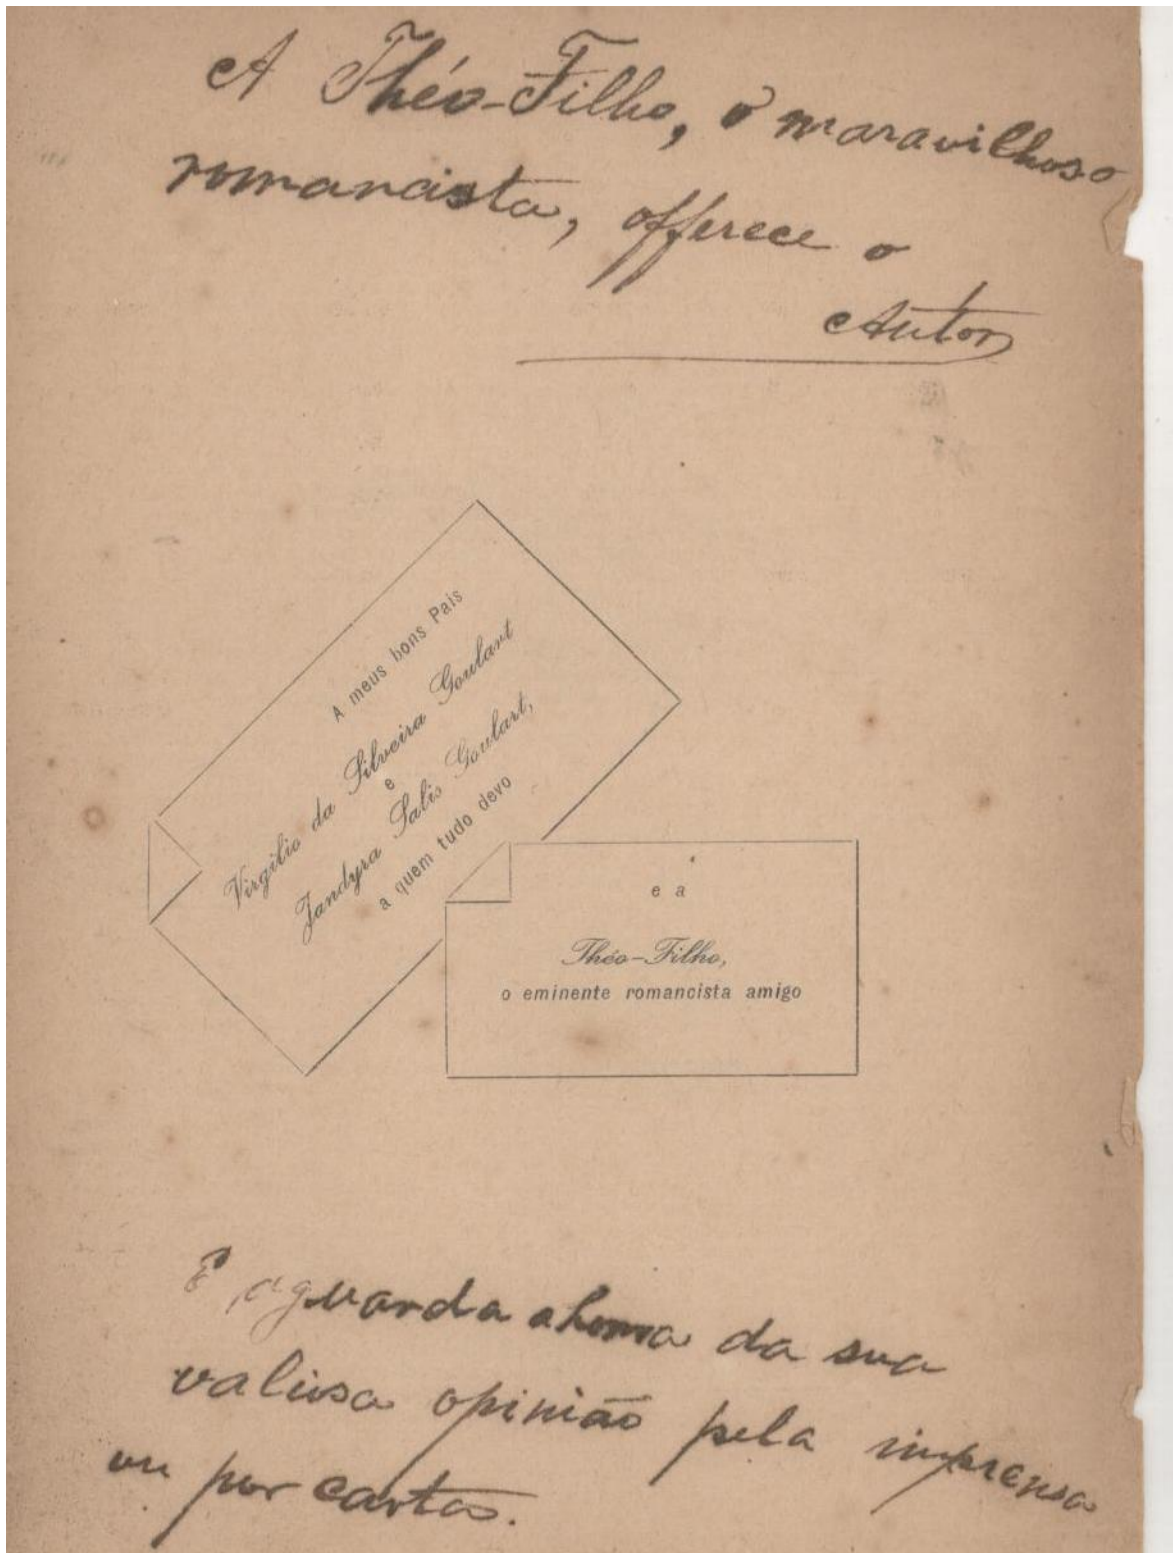 A Théo-Filho, o maravilhoso
romancista, offerece o
Autor
A meus bons Pais
Virgilio da Silveira Goulart
e
Jandyra Salis Goulart,
a quem tudo devo
e a
Théo-Filho,
o eminente romancista amigo
E aguarda a honra da sua
valiosa opinião pela imprensa
ou por cartas.